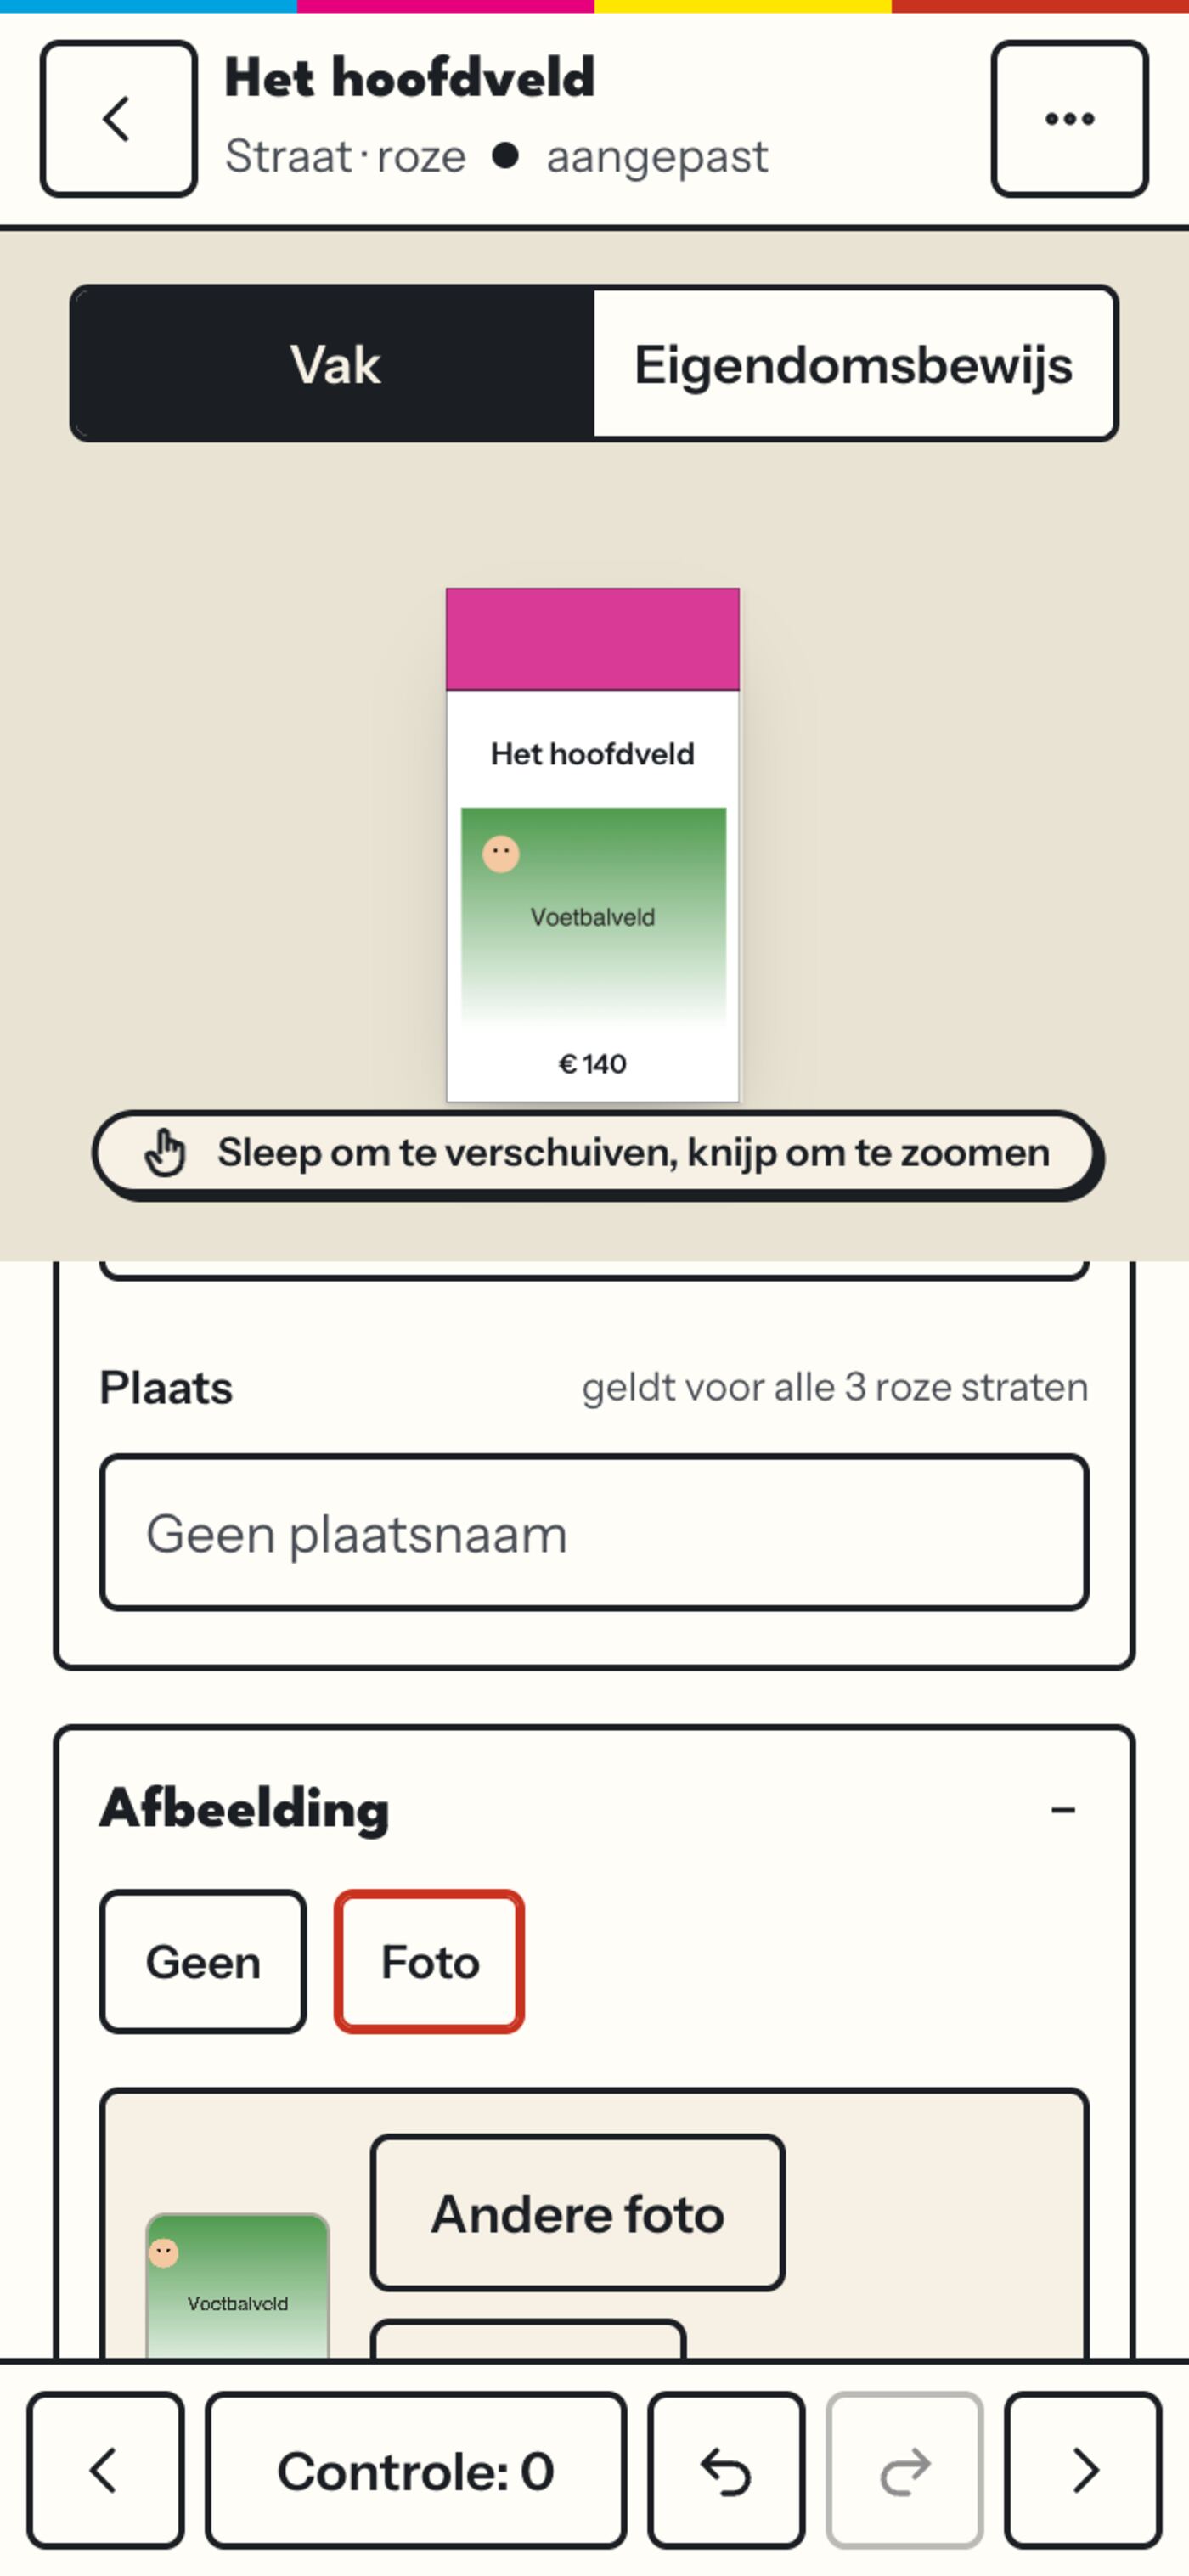 Het hoofdveld
Straat · roze ● aangepast
Vak
Eigendomsbewijs
Het hoofdveld
Voetbalveld
€ 140
Sleep om te verschuiven, knijp om te zoomen
Plaats
geldt voor alle 3 roze straten
Geen plaatsnaam
Afbeelding
Geen
Foto
Andere foto
Voetbalveld
Controle: 0